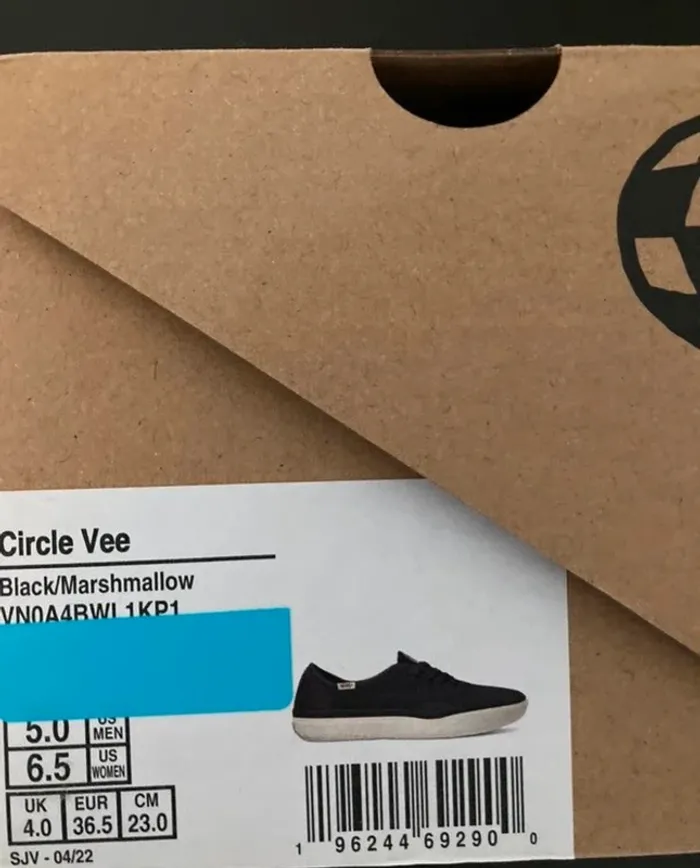 Circle Vee
Black/Marshmallow
VN0A4BWL1KP1
5.0 US MEN
6.5 US WOMEN
UK EUR CM
4.0 36.5 23.0
SJV - 04/22
1 96244 69290 0